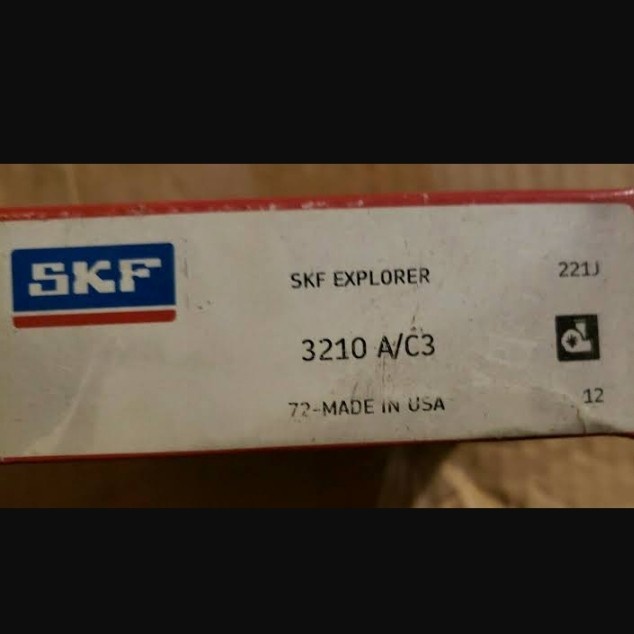 SKF
SKF EXPLORER
221J
3210 A/C3
72-MADE IN USA
12